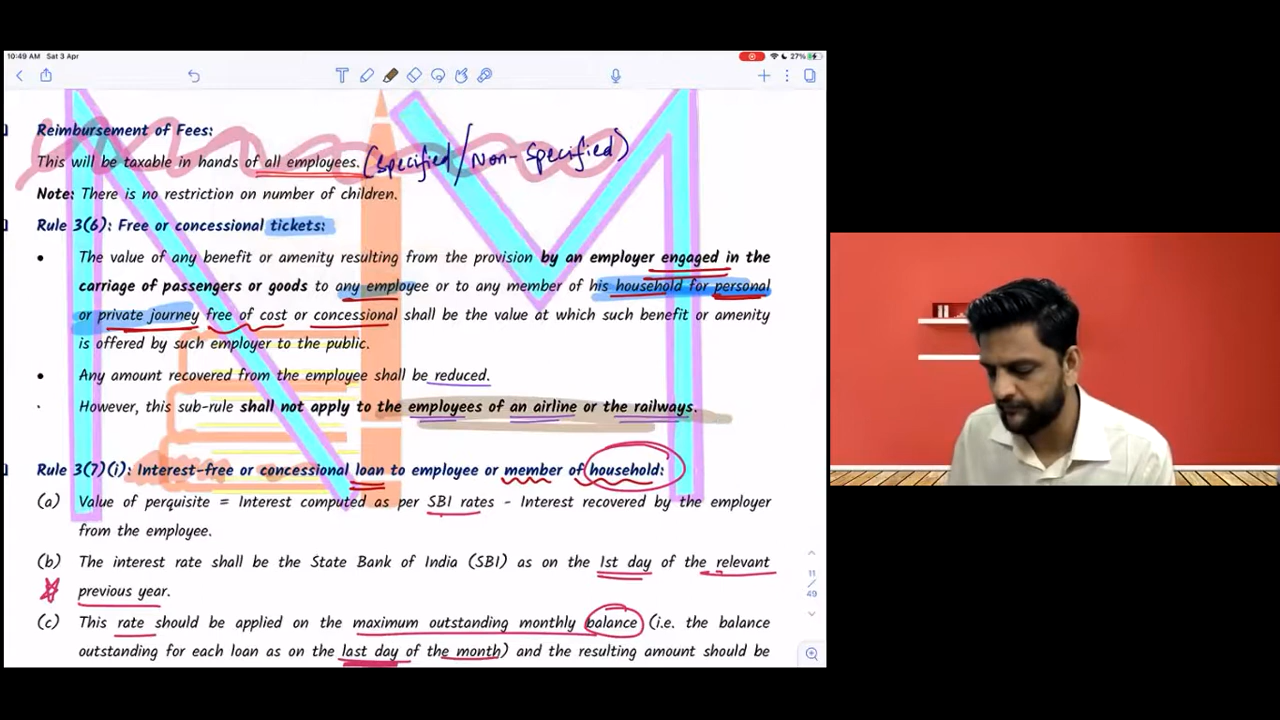 10:49 AM Sat 3 Apr
27%
Reimbursement of Fees:
This will be taxable in hands of all employees. (Specified/Non-Specified)
Note: There is no restriction on number of children.
Rule 3(6): Free or concessional tickets:
• The value of any benefit or amenity resulting from the provision by an employer engaged in the
carriage of passengers or goods to any employee or to any member of his household for personal
or private journey free of cost or concessional shall be the value at which such benefit or amenity
is offered by such employer to the public.
• Any amount recovered from the employee shall be reduced.
· However, this sub-rule shall not apply to the employees of an airline or the railways.
Rule 3(7)(i): Interest-free or concessional loan to employee or member of household:
(a) Value of perquisite = Interest computed as per SBI rates - Interest recovered by the employer
from the employee.
(b) The interest rate shall be the State Bank of India (SBI) as on the 1st day of the relevant
previous year.
(c) This rate should be applied on the maximum outstanding monthly balance (i.e. the balance
outstanding for each loan as on the last day of the month) and the resulting amount should be
11
/
49